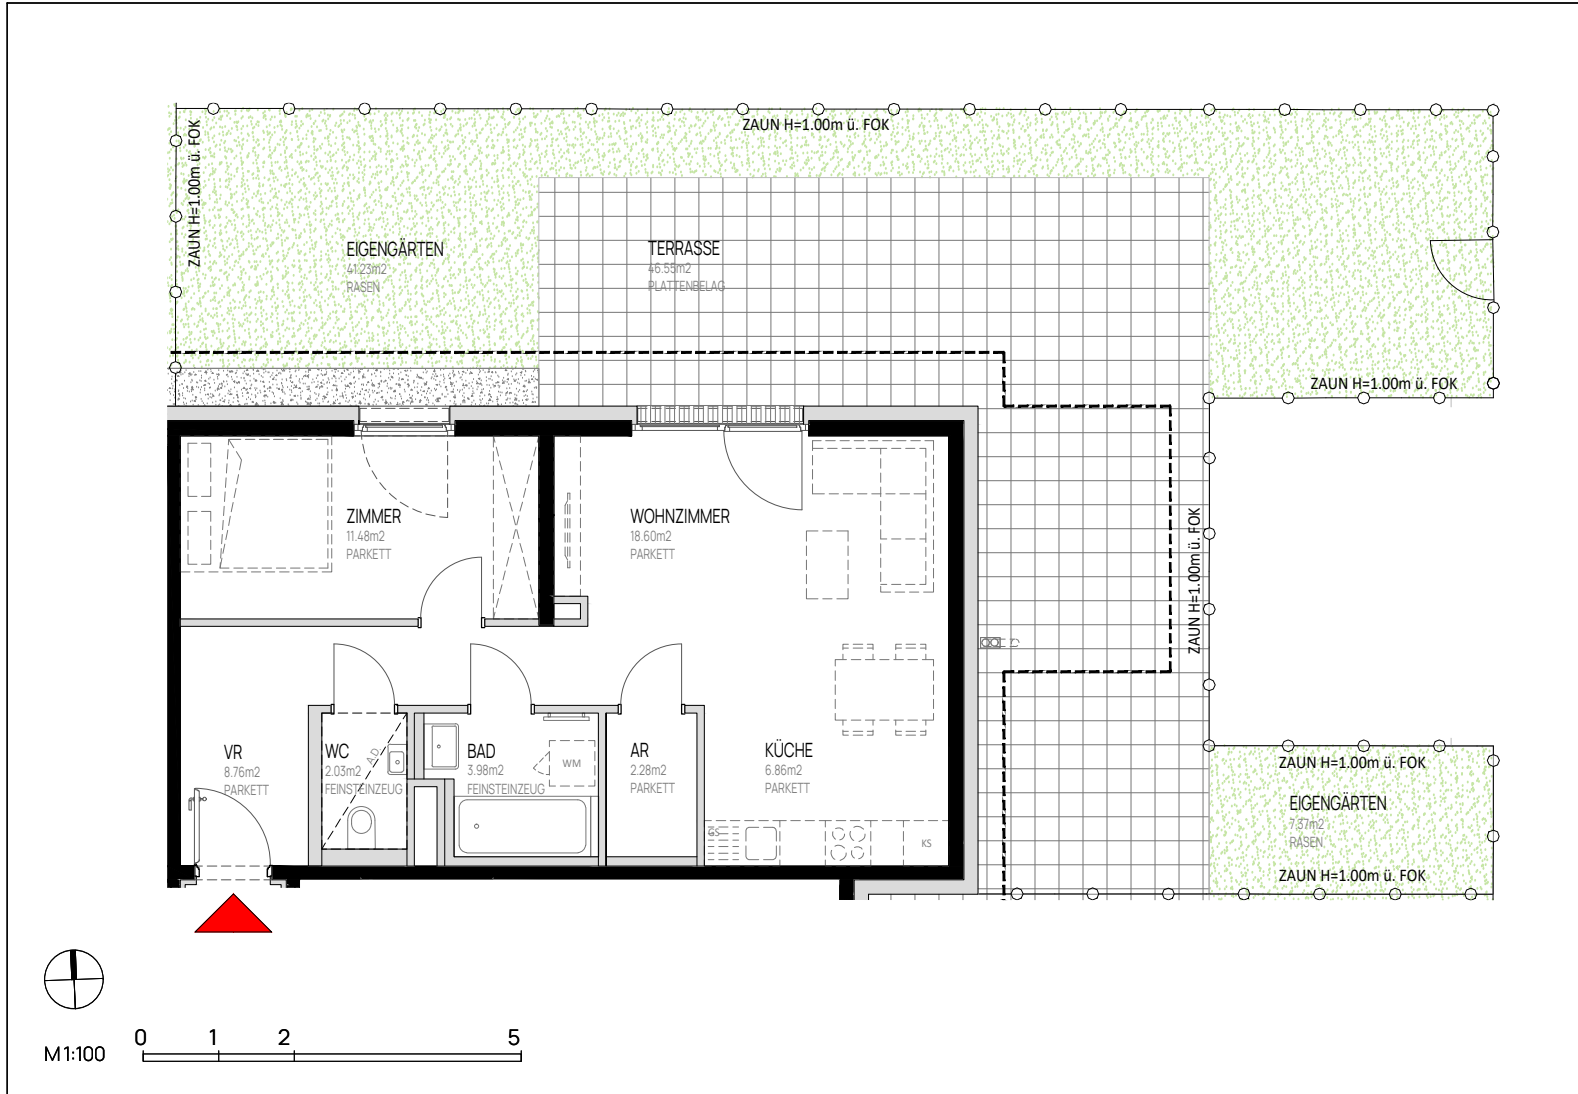 ZAUN H=1.00m ü. FOK
ZAUN H=1.00m ü. FOK
EIGENGÄRTEN
41.23m2
RASEN
TERRASSE
46.55m2
PLATTENBELAG
ZAUN H=1.00m ü. FOK
ZIMMER
11.48m2
PARKETT
WOHNZIMMER
18.60m2
PARKETT
ZAUN H=1.00m ü. FOK
VR
8.76m2
PARKETT
WC
2.03m2
FEINSTEINZEUG
AD
BAD
3.98m2
FEINSTEINZEUG
WM
AR
2.28m2
PARKETT
KÜCHE
6.86m2
PARKETT
GS
KS
ZAUN H=1.00m ü. FOK
EIGENGÄRTEN
7.37m2
RASEN
ZAUN H=1.00m ü. FOK
M1:100
0 1 2 5